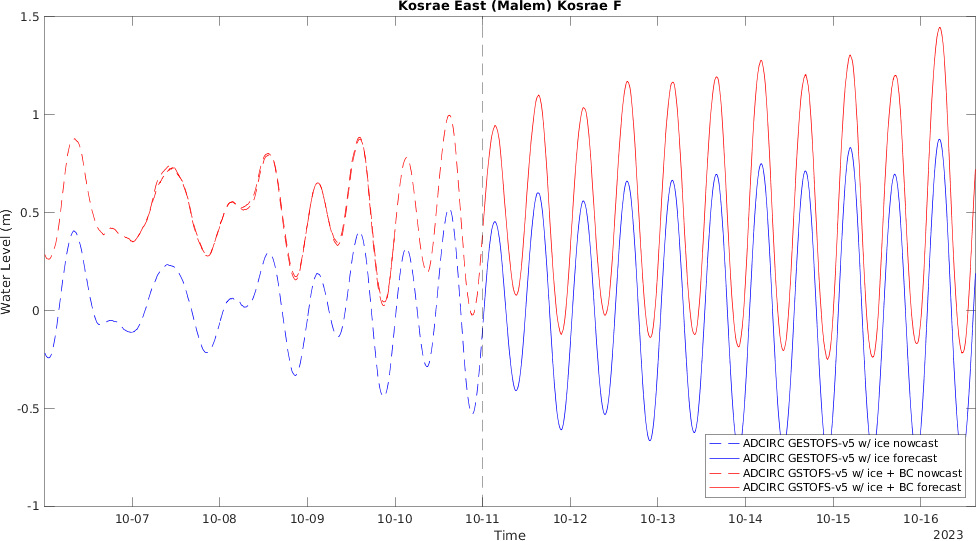 Kosrae East (Malem) Kosrae F
1.5
1
0.5
0
-0.5
-1
Water Level (m)
ADCIRC GESTOFS-v5 w/ ice nowcast
ADCIRC GESTOFS-v5 w/ ice forecast
ADCIRC GSTOFS-v5 w/ ice + BC nowcast
ADCIRC GSTOFS-v5 w/ ice + BC forecast
10-07 10-08 10-09 10-10 10-11 10-12 10-13 10-14 10-15 10-16
Time
2023